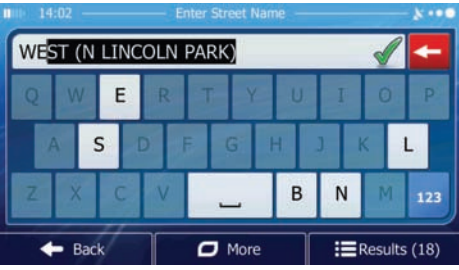 14:02 Enter Street Name
WEST (N LINCOLN PARK)
Q W E R T Y U I O P
A S D F G H J K L
Z X C V B N M 123
Back More Results (18)